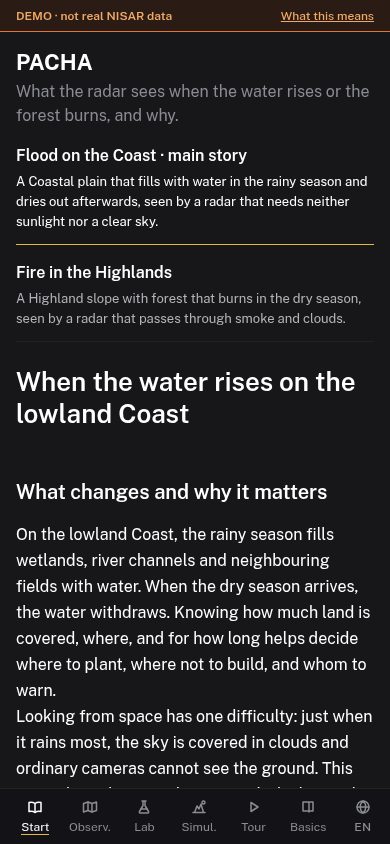 DEMO · not real NISAR data
What this means
PACHA
What the radar sees when the water rises or the
forest burns, and why.
Flood on the Coast · main story
A Coastal plain that fills with water in the rainy season and
dries out afterwards, seen by a radar that needs neither
sunlight nor a clear sky.
Fire in the Highlands
A Highland slope with forest that burns in the dry season,
seen by a radar that passes through smoke and clouds.
When the water rises on the
lowland Coast
What changes and why it matters
On the lowland Coast, the rainy season fills
wetlands, river channels and neighbouring
fields with water. When the dry season arrives,
the water withdraws. Knowing how much land is
covered, where, and for how long helps decide
where to plant, where not to build, and whom to
warn.
Looking from space has one difficulty: just when
it rains most, the sky is covered in clouds and
ordinary cameras cannot see the ground. This
Start
Observ.
Lab
Simul.
Tour
Basics
EN